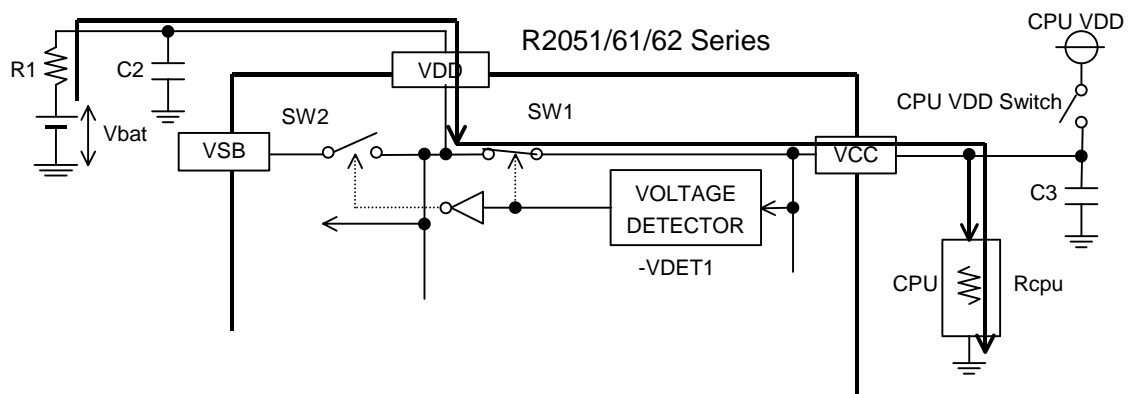 CPU VDD
R2051/61/62 Series
R1
C2
VDD
CPU VDD Switch
Vbat
SW2
SW1
VSB
VCC
VOLTAGE
DETECTOR
C3
-VDET1
CPU
Rcpu